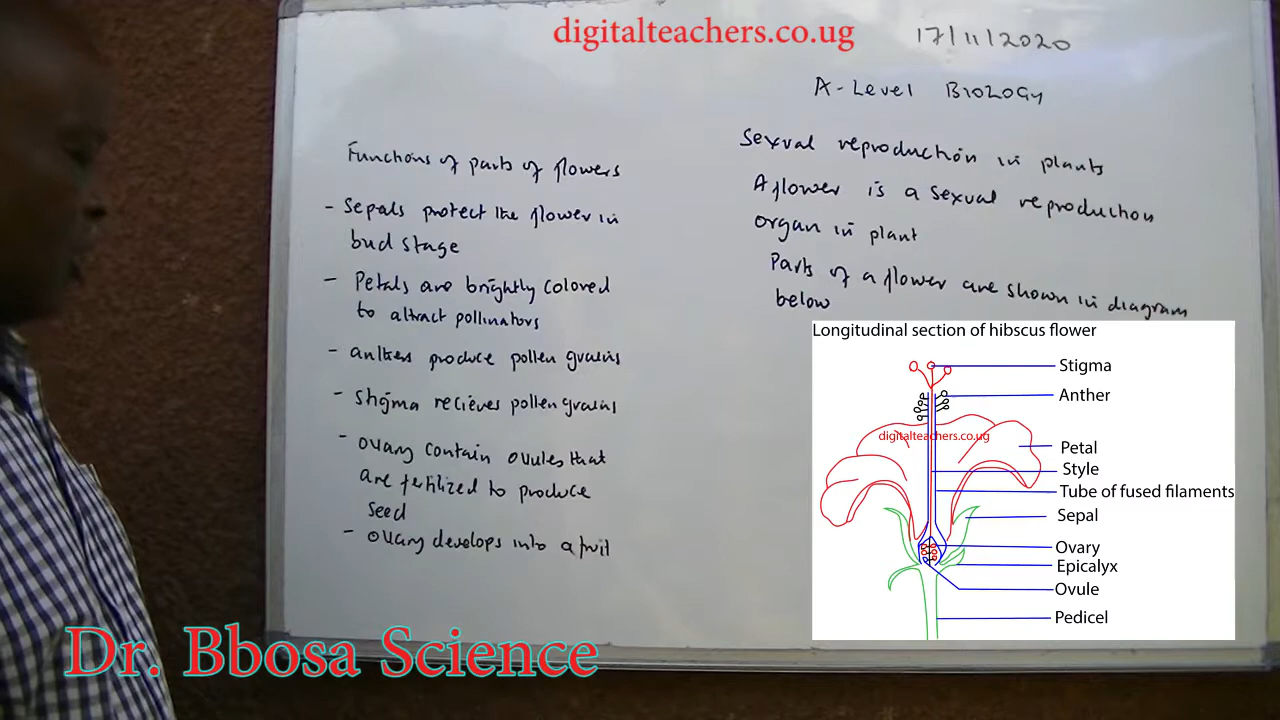 digitalteachers.co.ug
17/11/2020
A-Level BIOLOGY
Sexual reproduction in plants
A flower is a sexual reproduction
organ in plant
Parts of a flower are shown in diagram
below
Functions of parts of flowers
- Sepals protect the flower in
bud stage
- Petals are brightly colored
to attract pollinators
- anthers produce pollen grains
- stigma recieves pollen grains
- ovary contain ovules that
are fertilized to produce
seed
- ovary develops into a fruit
Longitudinal section of hibscus flower
Stigma
Anther
digitalteachers.co.ug
Petal
Style
Tube of fused filaments
Sepal
Ovary
Epicalyx
Ovule
Pedicel
Dr. Bbosa Science